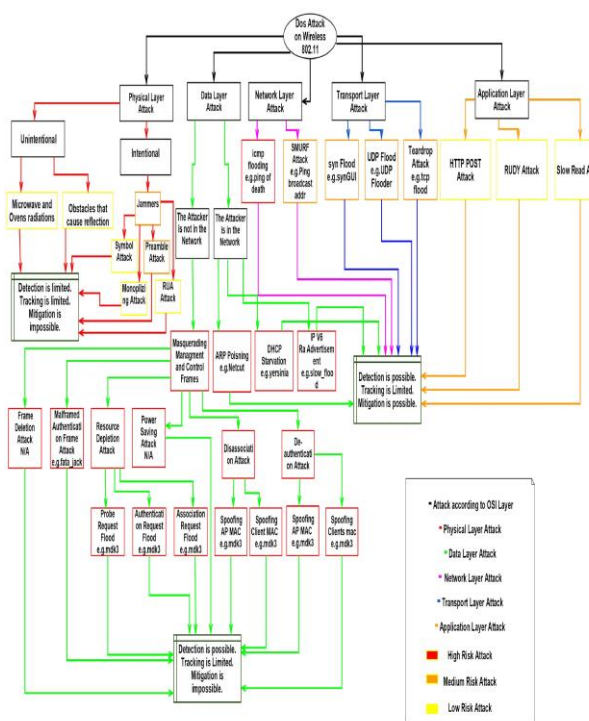 Dos Attack
on Wireless
802.11
Physical Layer
Attack
Data Layer
Attack
Network Layer
Attack
Transport Layer
Attack
Application Layer
Attack
Unintentional
Intentional
icmp
flooding
e.g.ping of
death
SMURF
Attack
e.g.Ping
broadcast
addr
syn Flood
e.g.synGUI
UDP Flood
e.g.UDP
Flooder
Teardrop
Attack
e.g.tcp
flood
HTTP POST
Attack
RUDY Attack
Slow Read A
Microwave and
Ovens radiations
Obstacles that
cause reflection
Jammers
The Attacker
is not in the
Network
The Attacker
is in the
Network
Symbol
Attack
Preamble
Attack
Monoplizi
ng Attack
RUA
Attack
Detection is limited.
Tracking is limited.
Mitigation is
impossible.
Masquerading
Managment
and Control
Frames
ARP Poisning
e.g.Netcut
DHCP
Starvation
e.g.yersinia
IP V6
Ra Advertisem
ent
e.g.slow_floo
d
Detection is possible.
Tracking is Limited.
Mitigation is possible.
Frame
Deletion
Attack
N/A
Malframed
Authenticati
on Frame
Attack
e.g.fata_jack
Resource
Depletion
Attack
Power
Saving
Attack
N/A
Disassociati
on Attack
De-
authenticati
on Attack
Probe
Request
Flood
e.g.mdk3
Authenticati
on Request
Flood
e.g.mdk3
Association
Request
Flood
e.g.mdk3
Spoofing
AP MAC
e.g.mdk3
Spoofing
Client MAC
e.g.mdk3
Spoofing
AP MAC
e.g.mdk3
Spoofing
Clients mac
e.g.mdk3
Detection is possible.
Tracking is Limited.
Mitigation is
impossible.
Attack according to OSI Layer
Physical Layer Attack
Data Layer Attack
Network Layer Attack
Transport Layer Attack
Application Layer Attack
High Risk Attack
Medium Risk Attack
Low Risk Attack